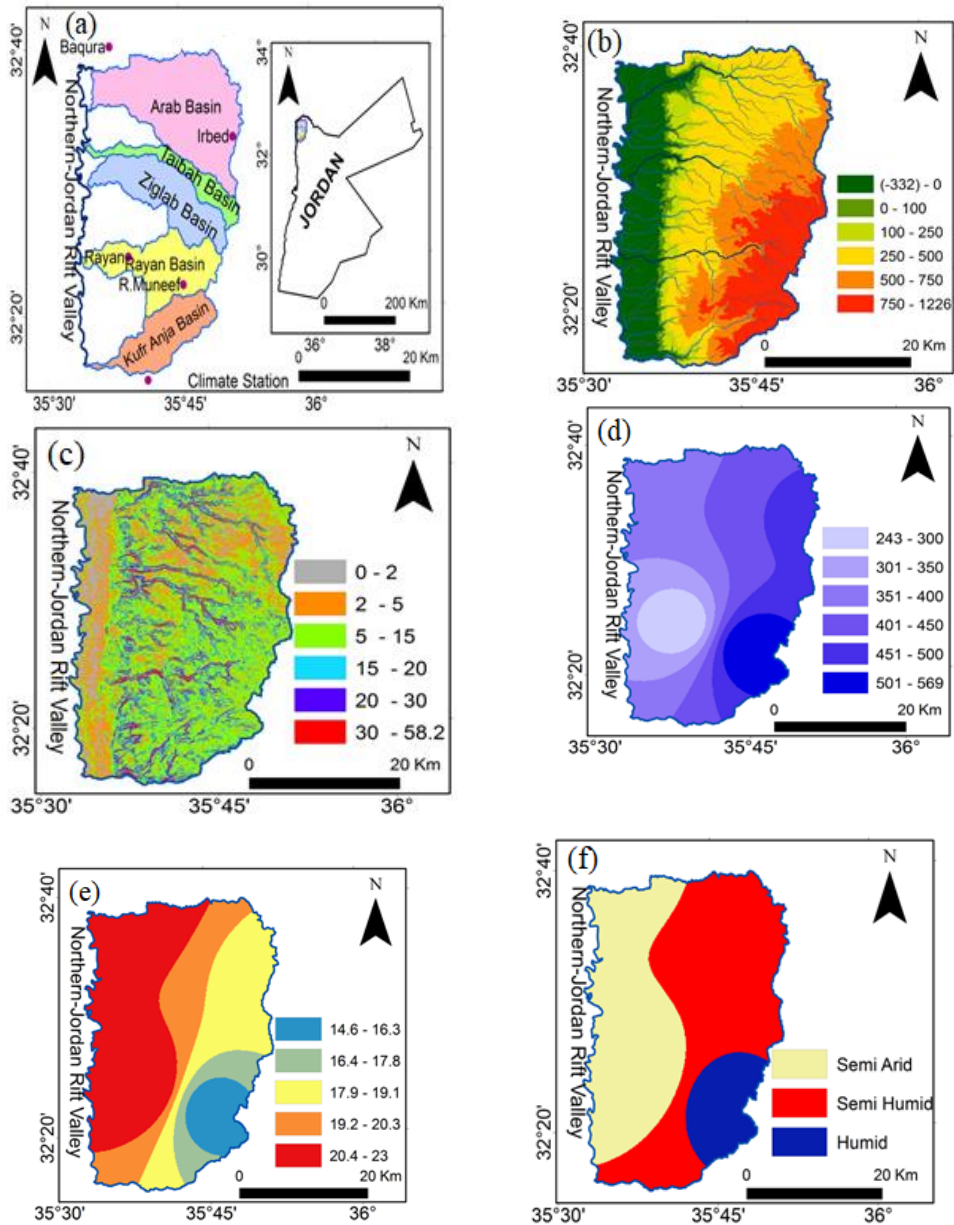 (a)
N
Baqura
32°40'
32°20'
Northern-Jordan Rift Valley
Arab Basin
Irbed
Taibah Basin
Ziglab Basin
Rayan
Rayan Basin
R.Muneef
Kufr Anja Basin
Climate Station
N
34°
32°
30°
JORDAN
0 200 Km
36° 38°
0 20 Km
35°30' 35°45' 36°
(b)
N
32°40'
32°20'
Northern-Jordan Rift Valley
(-332) - 0
0 - 100
100 - 250
250 - 500
500 - 750
750 - 1226
0 20 Km
35°30' 35°45' 36°
(c)
N
32°40'
32°20'
Northern-Jordan Rift Valley
0 - 2
2 - 5
5 - 15
15 - 20
20 - 30
30 - 58.2
0 20 Km
35°30' 35°45' 36°
(d)
N
32°40'
32°20'
Northern-Jordan Rift Valley
243 - 300
301 - 350
351 - 400
401 - 450
451 - 500
501 - 569
0 20 Km
35°30' 35°45' 36°
(e)
N
32°40'
32°20'
Northern-Jordan Rift Valley
14.6 - 16.3
16.4 - 17.8
17.9 - 19.1
19.2 - 20.3
20.4 - 23
0 20 Km
35°30' 35°45' 36°
(f)
N
32°40'
32°20'
Northern-Jordan Rift Valley
Semi Arid
Semi Humid
Humid
0 20 Km
35°30' 35°45' 36°